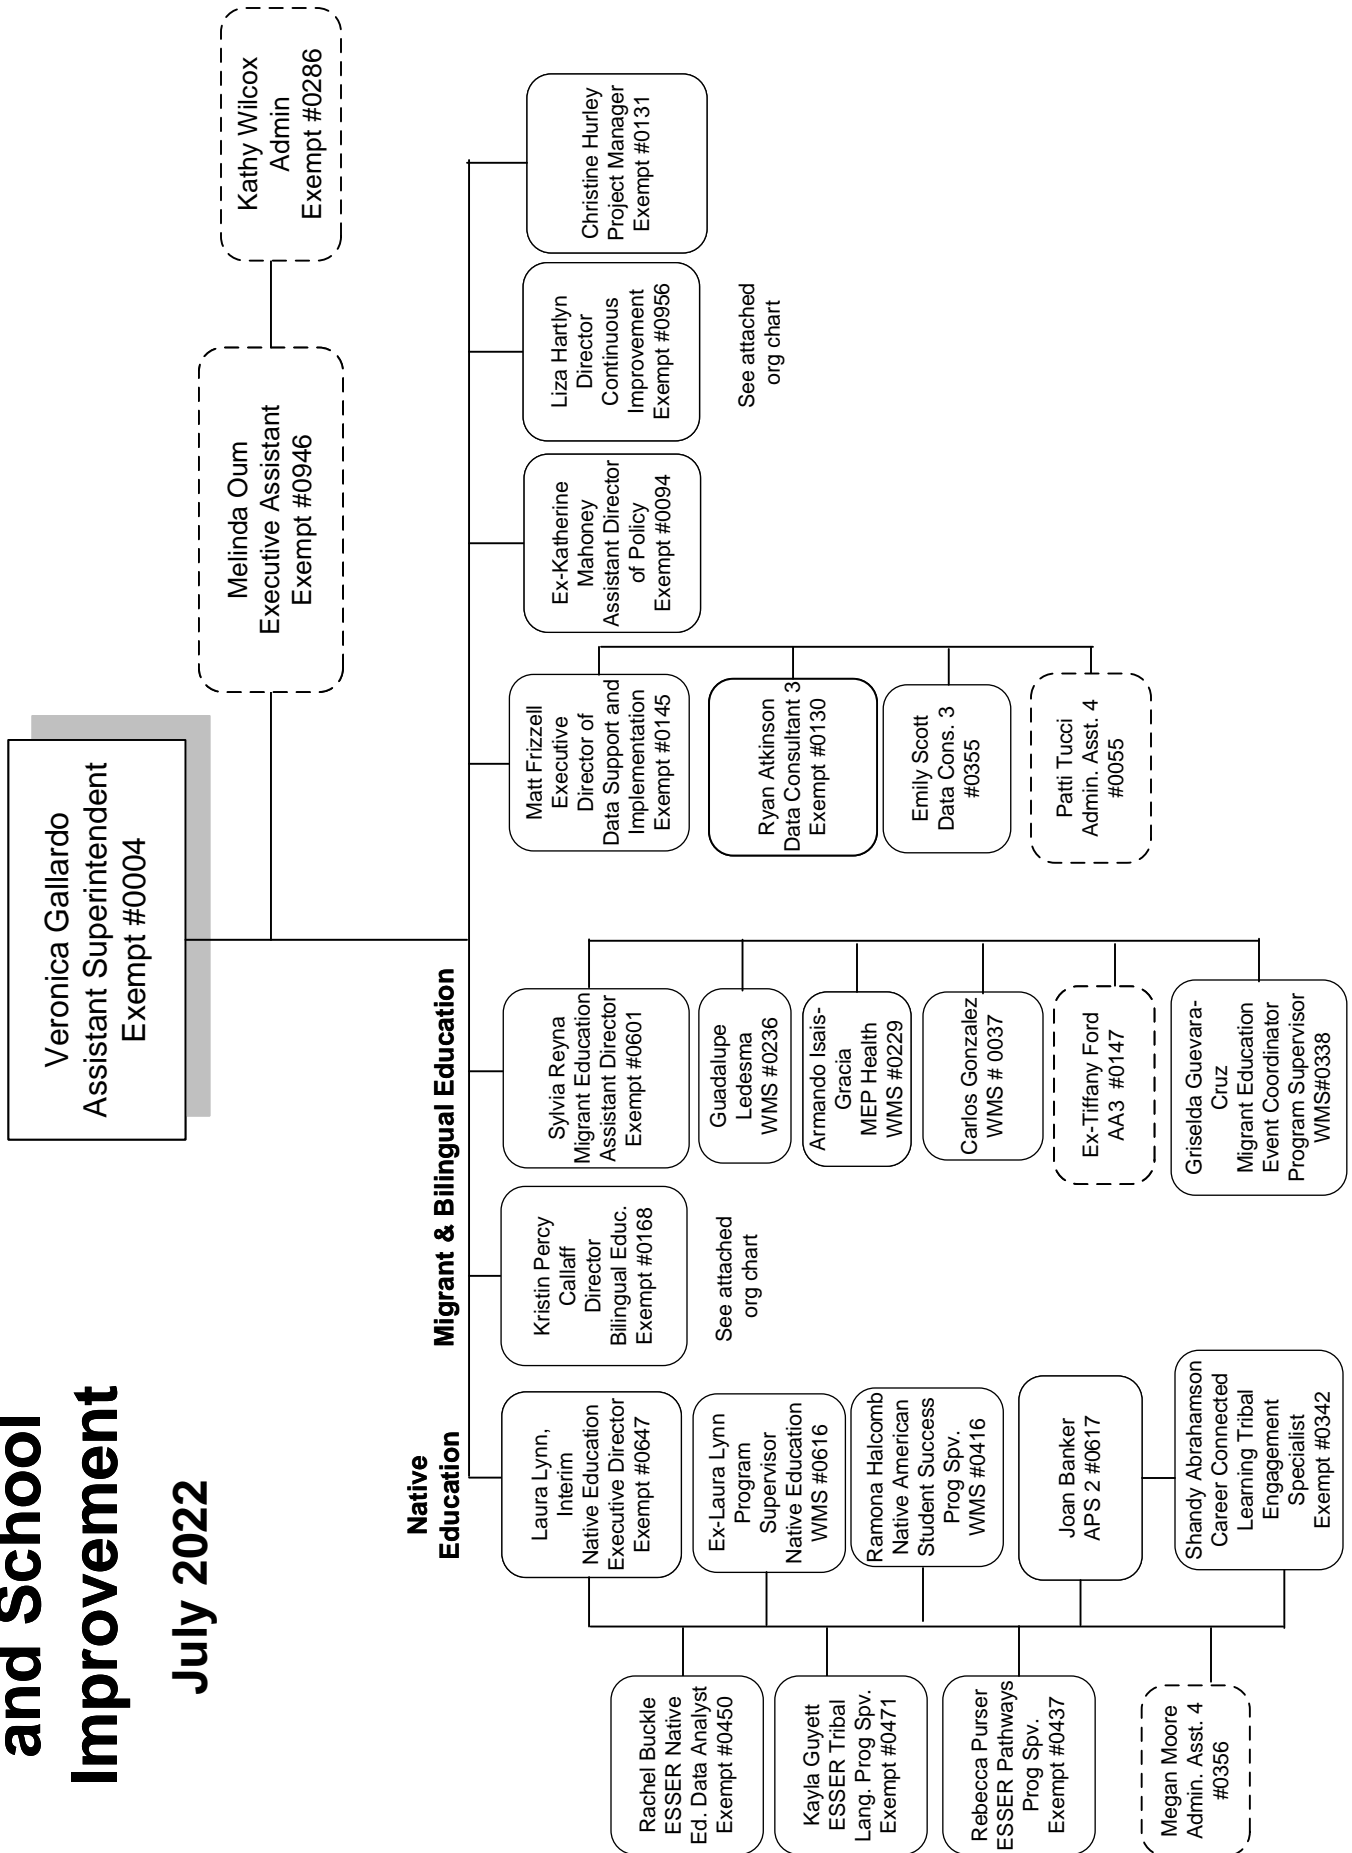 and School
Improvement
July 2022
Veronica Gallardo
Assistant Superintendent
Exempt #0004
Melinda Oum
Executive Assistant
Exempt #0946
Kathy Wilcox
Admin
Exempt #0286
Native
Education
Migrant & Bilingual Education
Laura Lynn,
Interim
Native Education
Executive Director
Exempt #0647
Ex-Laura Lynn
Program
Supervisor
Native Education
WMS #0616
Ramona Halcomb
Native American
Student Success
Prog Spv.
WMS #0416
Joan Banker
APS 2 #0617
Shandy Abrahamson
Career Connected
Learning Tribal
Engagement
Specialist
Exempt #0342
Rachel Buckle
ESSER Native
Ed. Data Analyst
Exempt #0450
Kayla Guyett
ESSER Tribal
Lang. Prog Spv.
Exempt #0471
Rebecca Purser
ESSER Pathways
Prog Spv.
Exempt #0437
Megan Moore
Admin. Asst. 4
#0356
Kristin Percy
Callaff
Director
Bilingual Educ.
Exempt #0168
See attached
org chart
Sylvia Reyna
Migrant Education
Assistant Director
Exempt #0601
Guadalupe
Ledesma
WMS #0236
Armando Isais-
Gracia
MEP Health
WMS #0229
Carlos Gonzalez
WMS # 0037
Ex-Tiffany Ford
AA3 #0147
Griselda Guevara-
Cruz
Migrant Education
Event Coordinator
Program Supervisor
WMS#0338
Matt Frizzell
Executive
Director of
Data Support and
Implementation
Exempt #0145
Ryan Atkinson
Data Consultant 3
Exempt #0130
Emily Scott
Data Cons. 3
#0355
Patti Tucci
Admin. Asst. 4
#0055
Ex-Katherine
Mahoney
Assistant Director
of Policy
Exempt #0094
Liza Hartlyn
Director
Continuous
Improvement
Exempt #0956
See attached
org chart
Christine Hurley
Project Manager
Exempt #0131